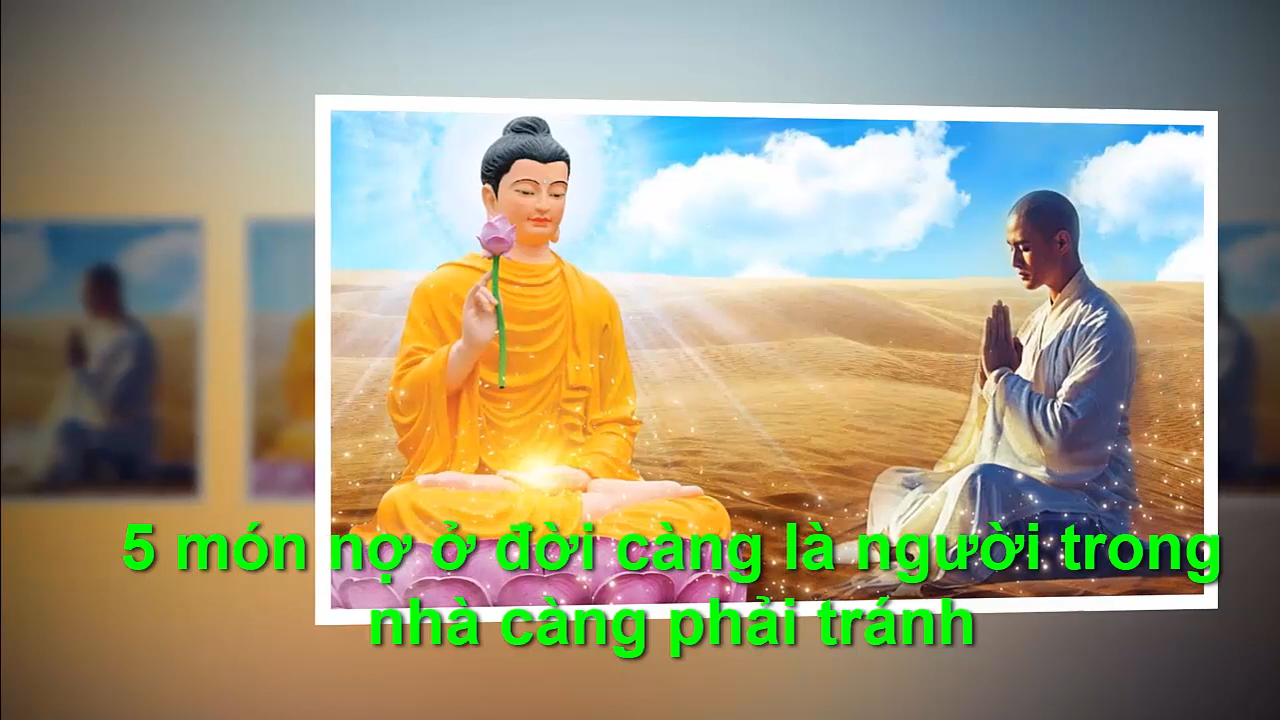 5 món nợ ở đời càng là người trong
nhà càng phải tránh